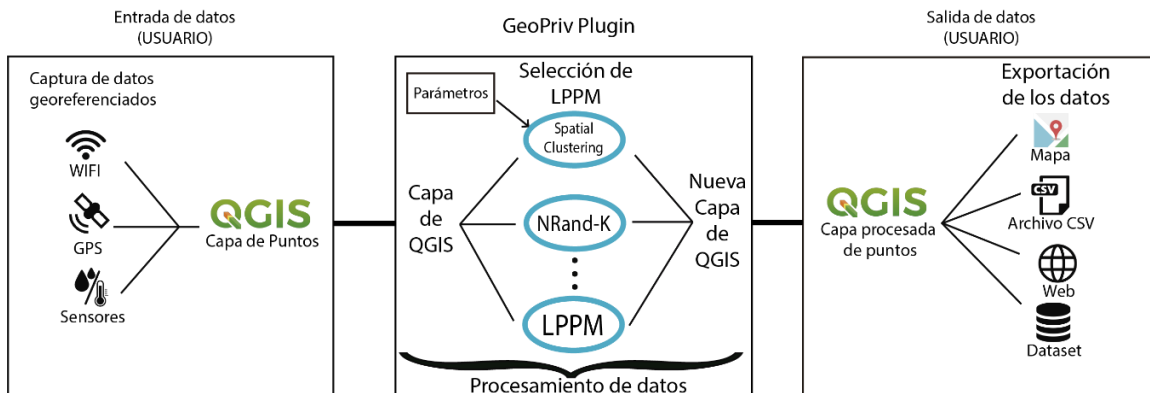 Entrada de datos
(USUARIO)
Captura de datos
georeferenciados
WIFI
GPS
Sensores
QGIS
Capa de Puntos
GeoPriv Plugin
Selección de
LPPM
Parámetros
Spatial
Clustering
Capa
de
QGIS
NRand-K
LPPM
Nueva
Capa
de
QGIS
Procesamiento de datos
Salida de datos
(USUARIO)
Exportación
de los datos
QGIS
Capa procesada
de puntos
Mapa
CSV
Archivo CSV
Web
Dataset